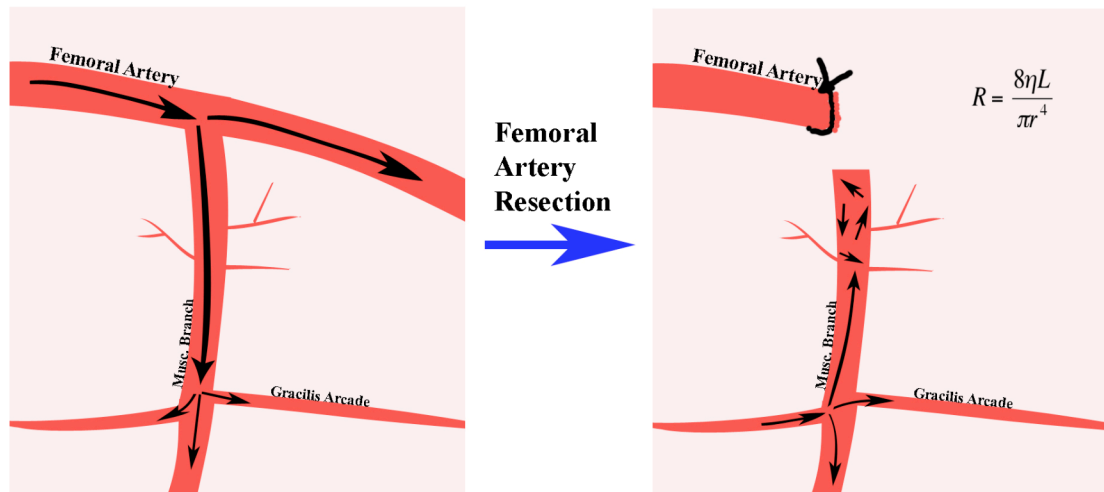 Femoral Artery
Musc. Branch
Gracilis Arcade
Femoral
Artery
Resection
Femoral Artery
R = 8ηL / πr⁴
Musc. Branch
Gracilis Arcade